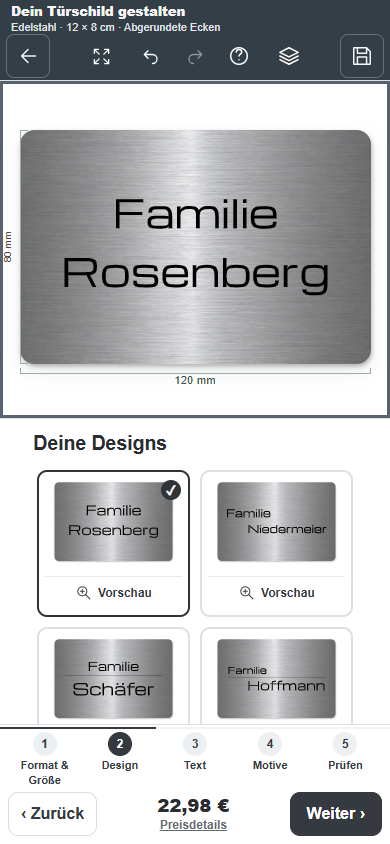 Dein Türschild gestalten
Edelstahl · 12 × 8 cm · Abgerundete Ecken
Familie
Rosenberg
80 mm
120 mm
Deine Designs
Familie
Rosenberg
Vorschau
Familie
Niedermeier
Vorschau
Familie
Schäfer
Familie
Hoffmann
1
Format &
Größe
2
Design
3
Text
4
Motive
5
Prüfen
‹ Zurück
22,98 €
Preisdetails
Weiter ›